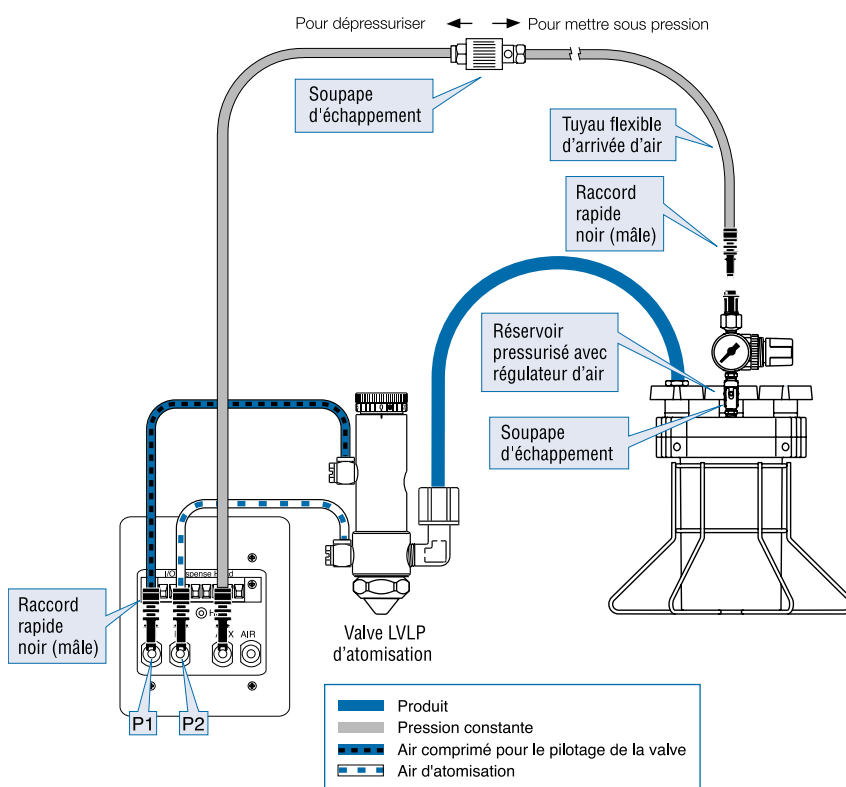 Pour dépressuriser
Pour mettre sous pression
Soupape
d'échappement
Tuyau flexible
d'arrivée d'air
Raccord
rapide
noir (mâle)
Réservoir
pressurisé avec
régulateur d'air
Soupape
d'échappement
I/O
spense
H
AIR
X
Raccord
rapide
noir (mâle)
P1
P2
Valve LVLP
d'atomisation
Produit
Pression constante
Air comprimé pour le pilotage de la valve
Air d'atomisation